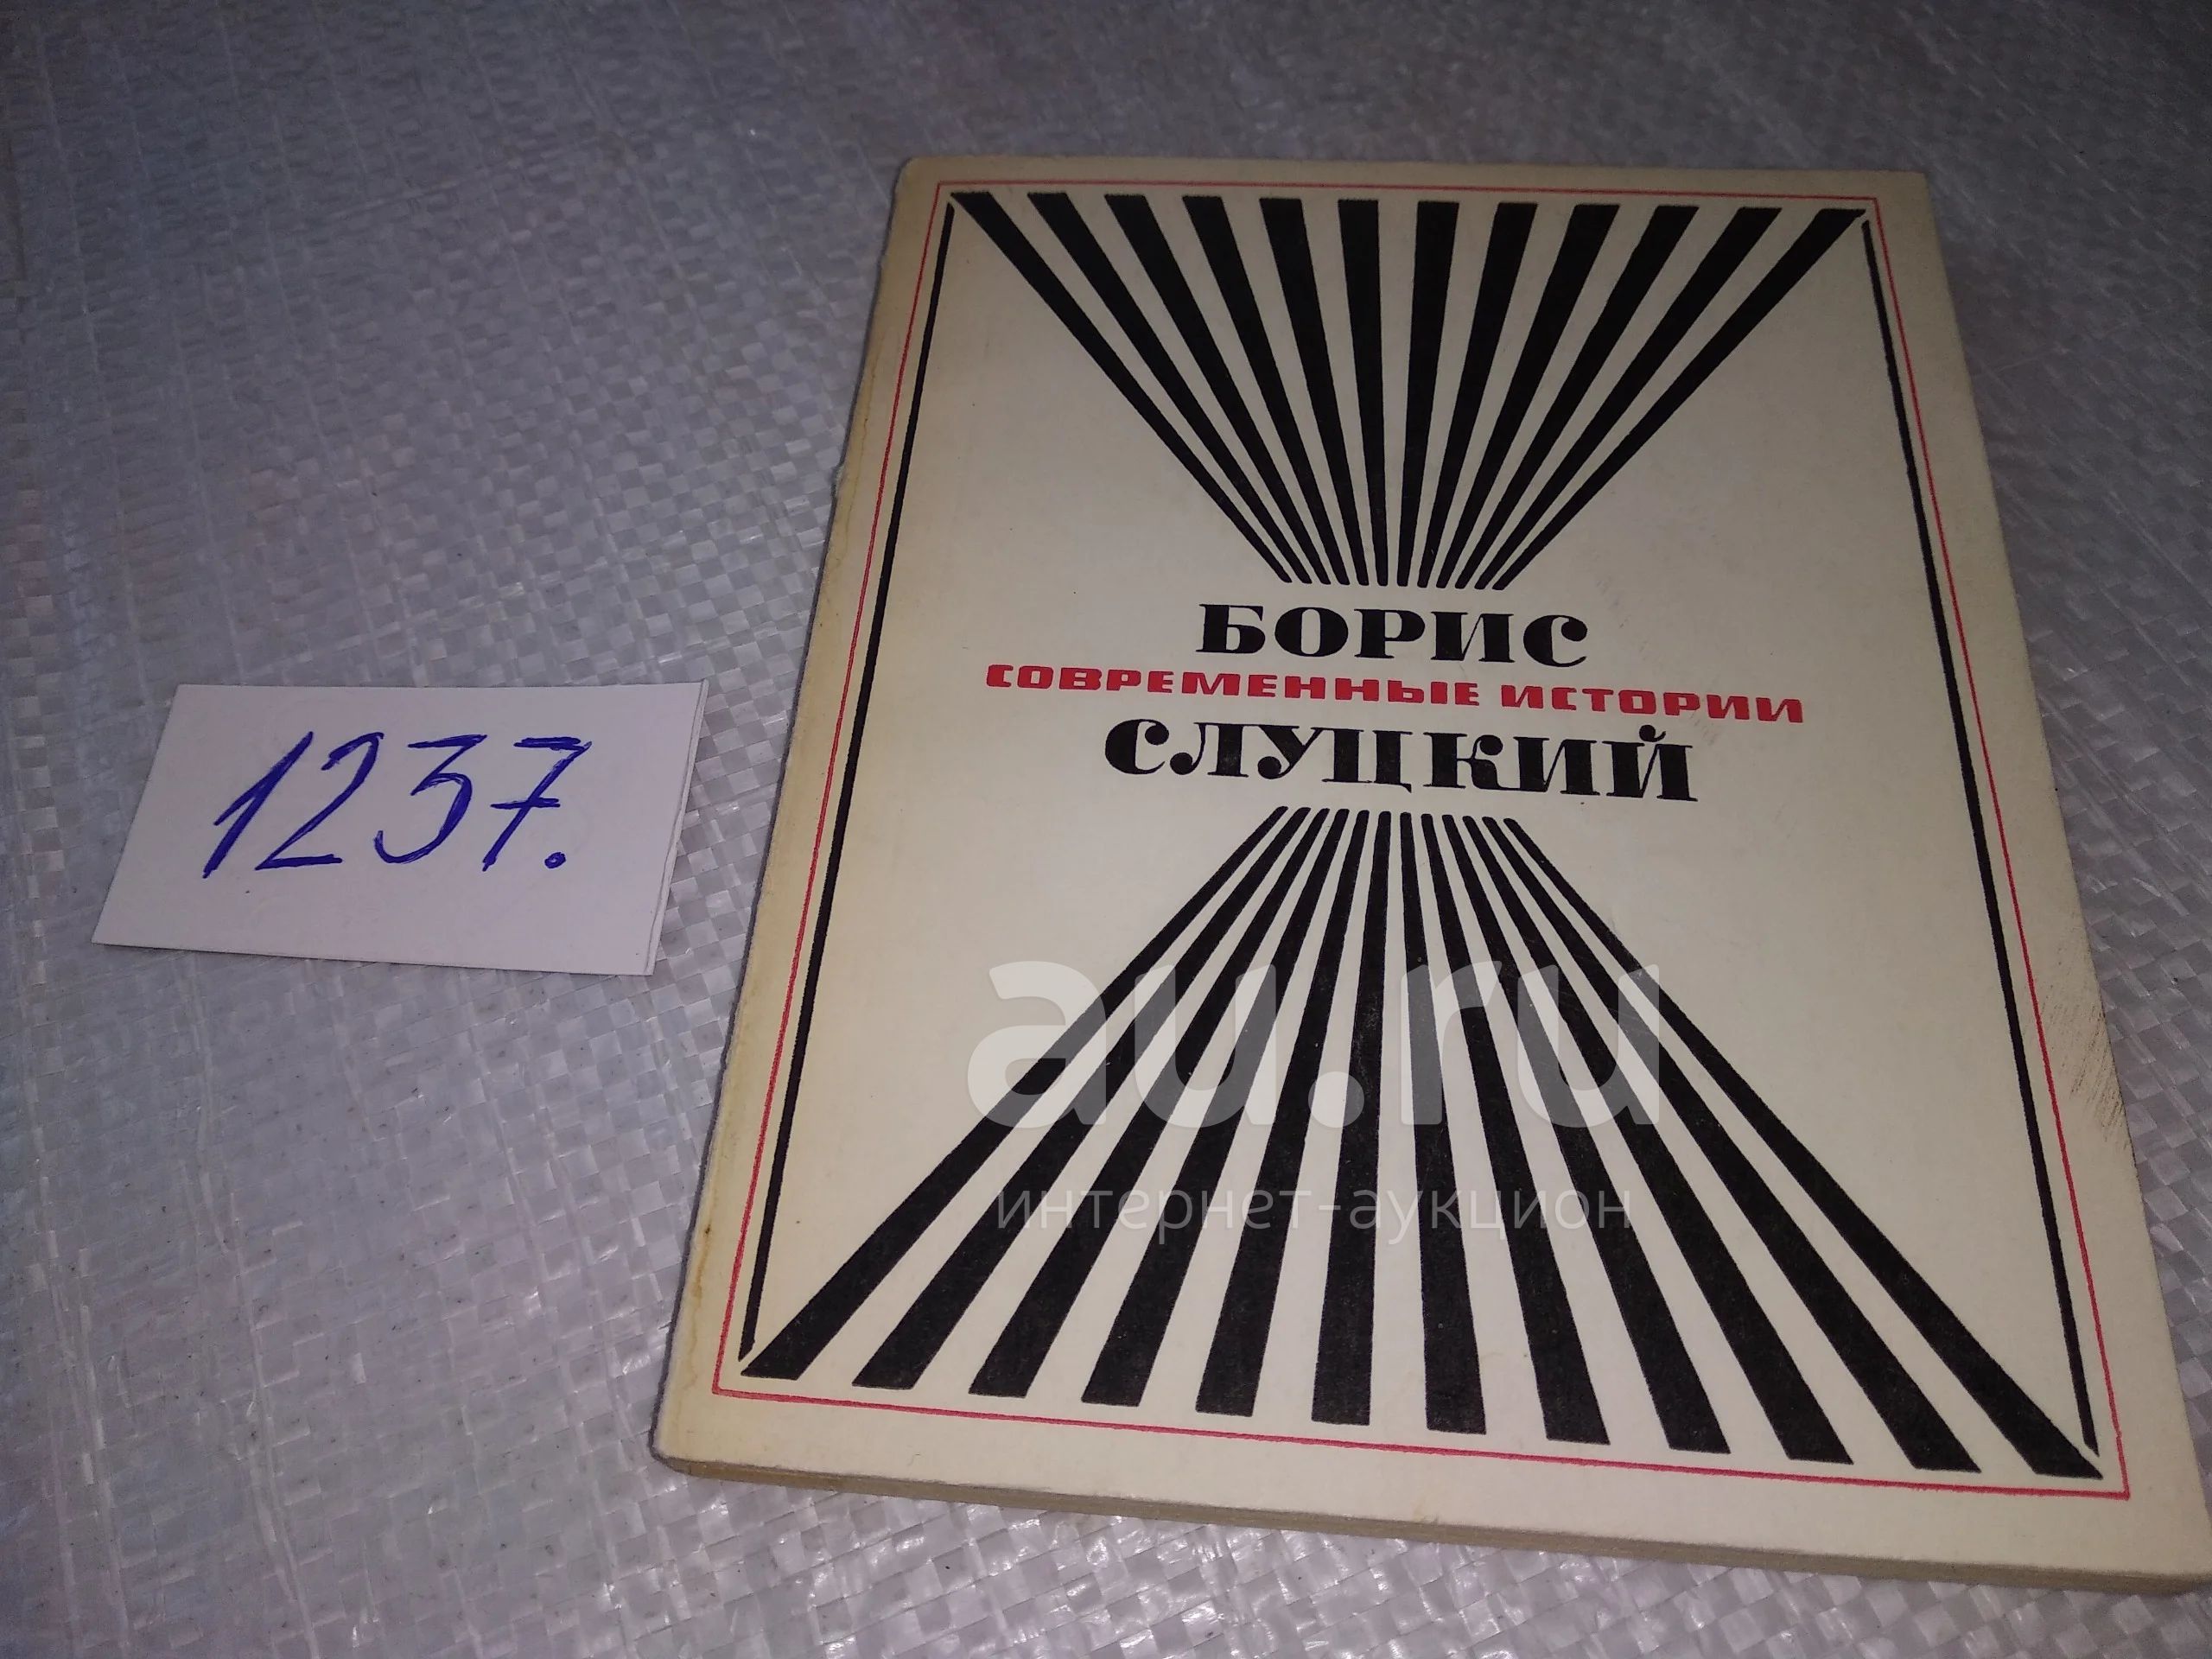 1237.
БОРИС
СОВРЕМЕННЫЕ ИСТОРИИ
СЛУЦКИЙ
au.ru
интернет-аукцион